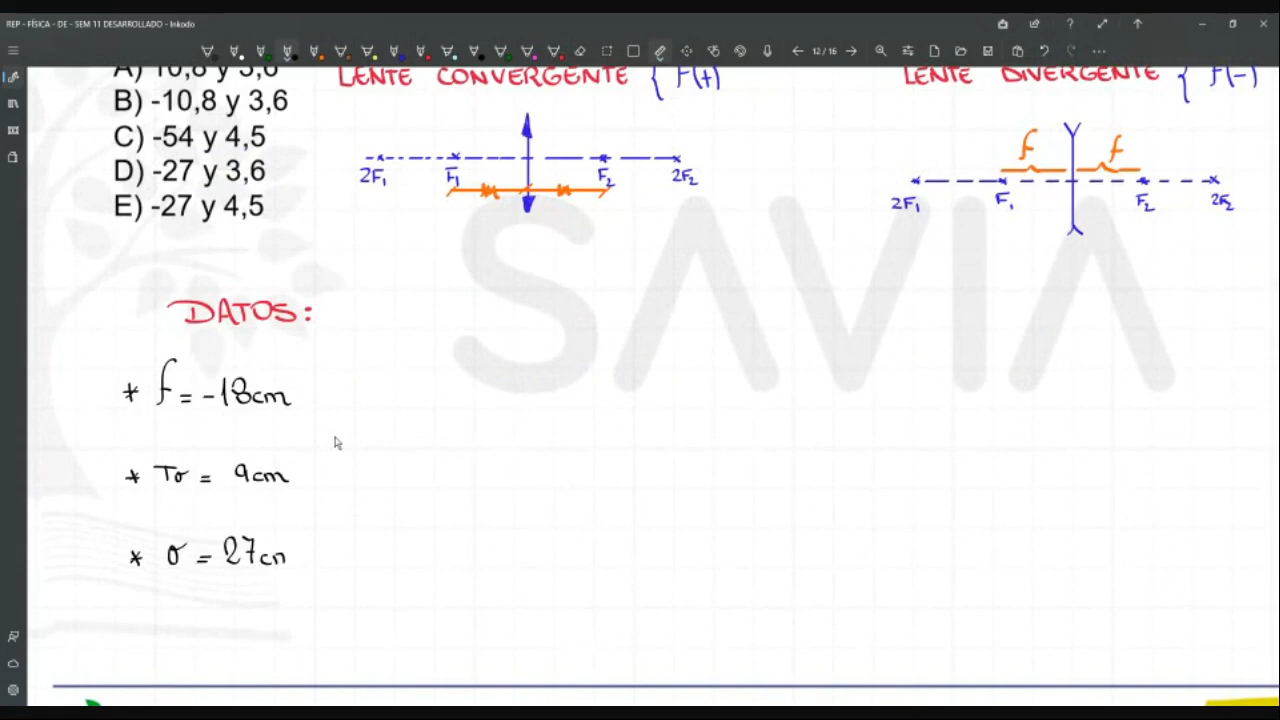 REP - FÍSICA - DE - SEM 11 DESARROLLADO - Inkodo
12 / 16
A) 10,8 y 3,6
B) -10,8 y 3,6
C) -54 y 4,5
D) -27 y 3,6
E) -27 y 4,5
LENTE CONVERGENTE { F(+)
2F₁ F₁ F₂ 2F₂
LENTE DIVERGENTE { f(-)
f f
2F₁ F₁ F₂ 2F₂
SAVIA
DATOS:
* f = -18cm
* To = 9cm
* σ = 27cm